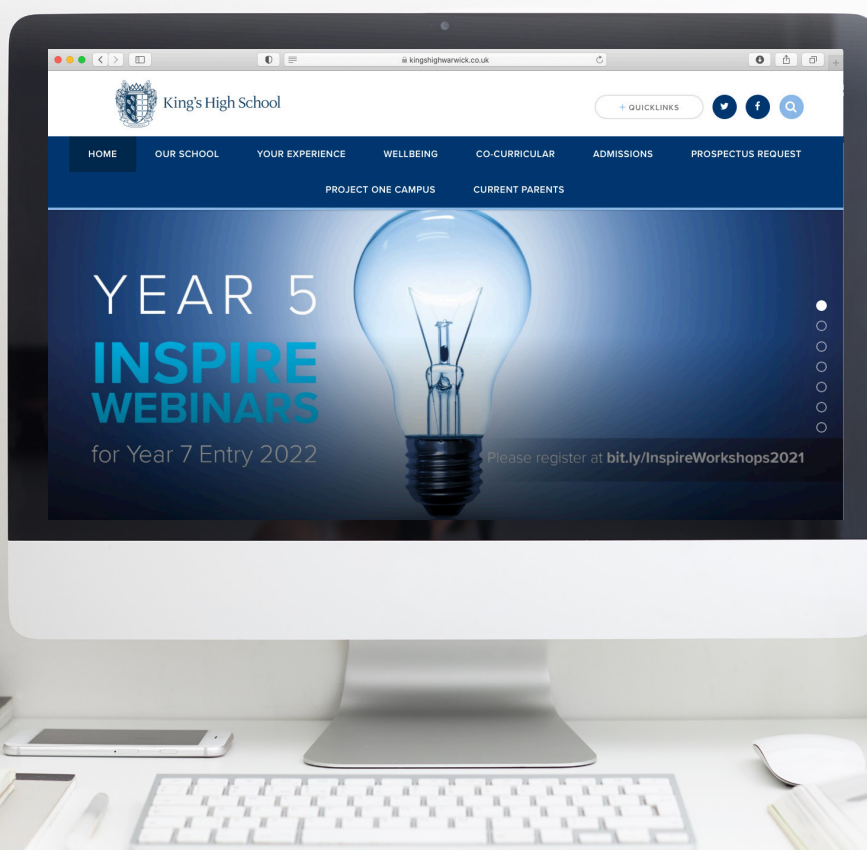 kingshighwarwick.co.uk
King's High School
+ QUICKLINKS
HOME OUR SCHOOL YOUR EXPERIENCE WELLBEING CO-CURRICULAR ADMISSIONS PROSPECTUS REQUEST
PROJECT ONE CAMPUS CURRENT PARENTS
YEAR 5
INSPIRE
WEBINARS
for Year 7 Entry 2022
Please register at bit.ly/InspireWorkshops2021